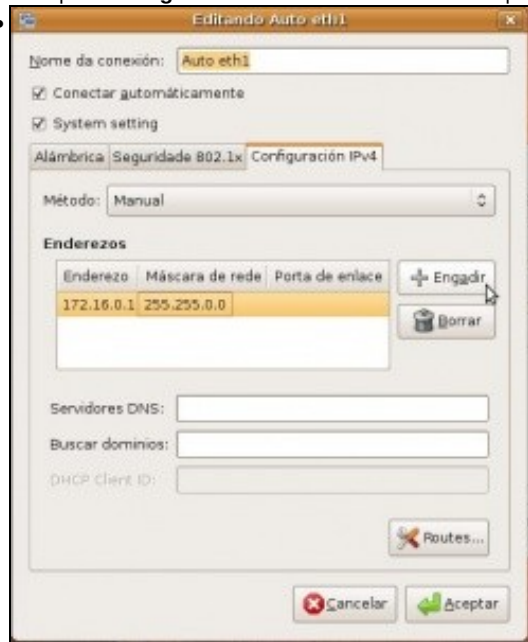 Editando Auto eth1
Nome da conexión: Auto eth1
Conectar automáticamente
System setting
Alámbrica Seguridade 802.1x Configuración IPv4
Método: Manual
Enderezos
Enderezo Máscara de rede Porta de enlace
Engadir
172.16.0.1 255.255.0.0
Borrar
Servidores DNS:
Buscar dominios:
DHCP Client ID:
Routes...
Cancelar Aceptar